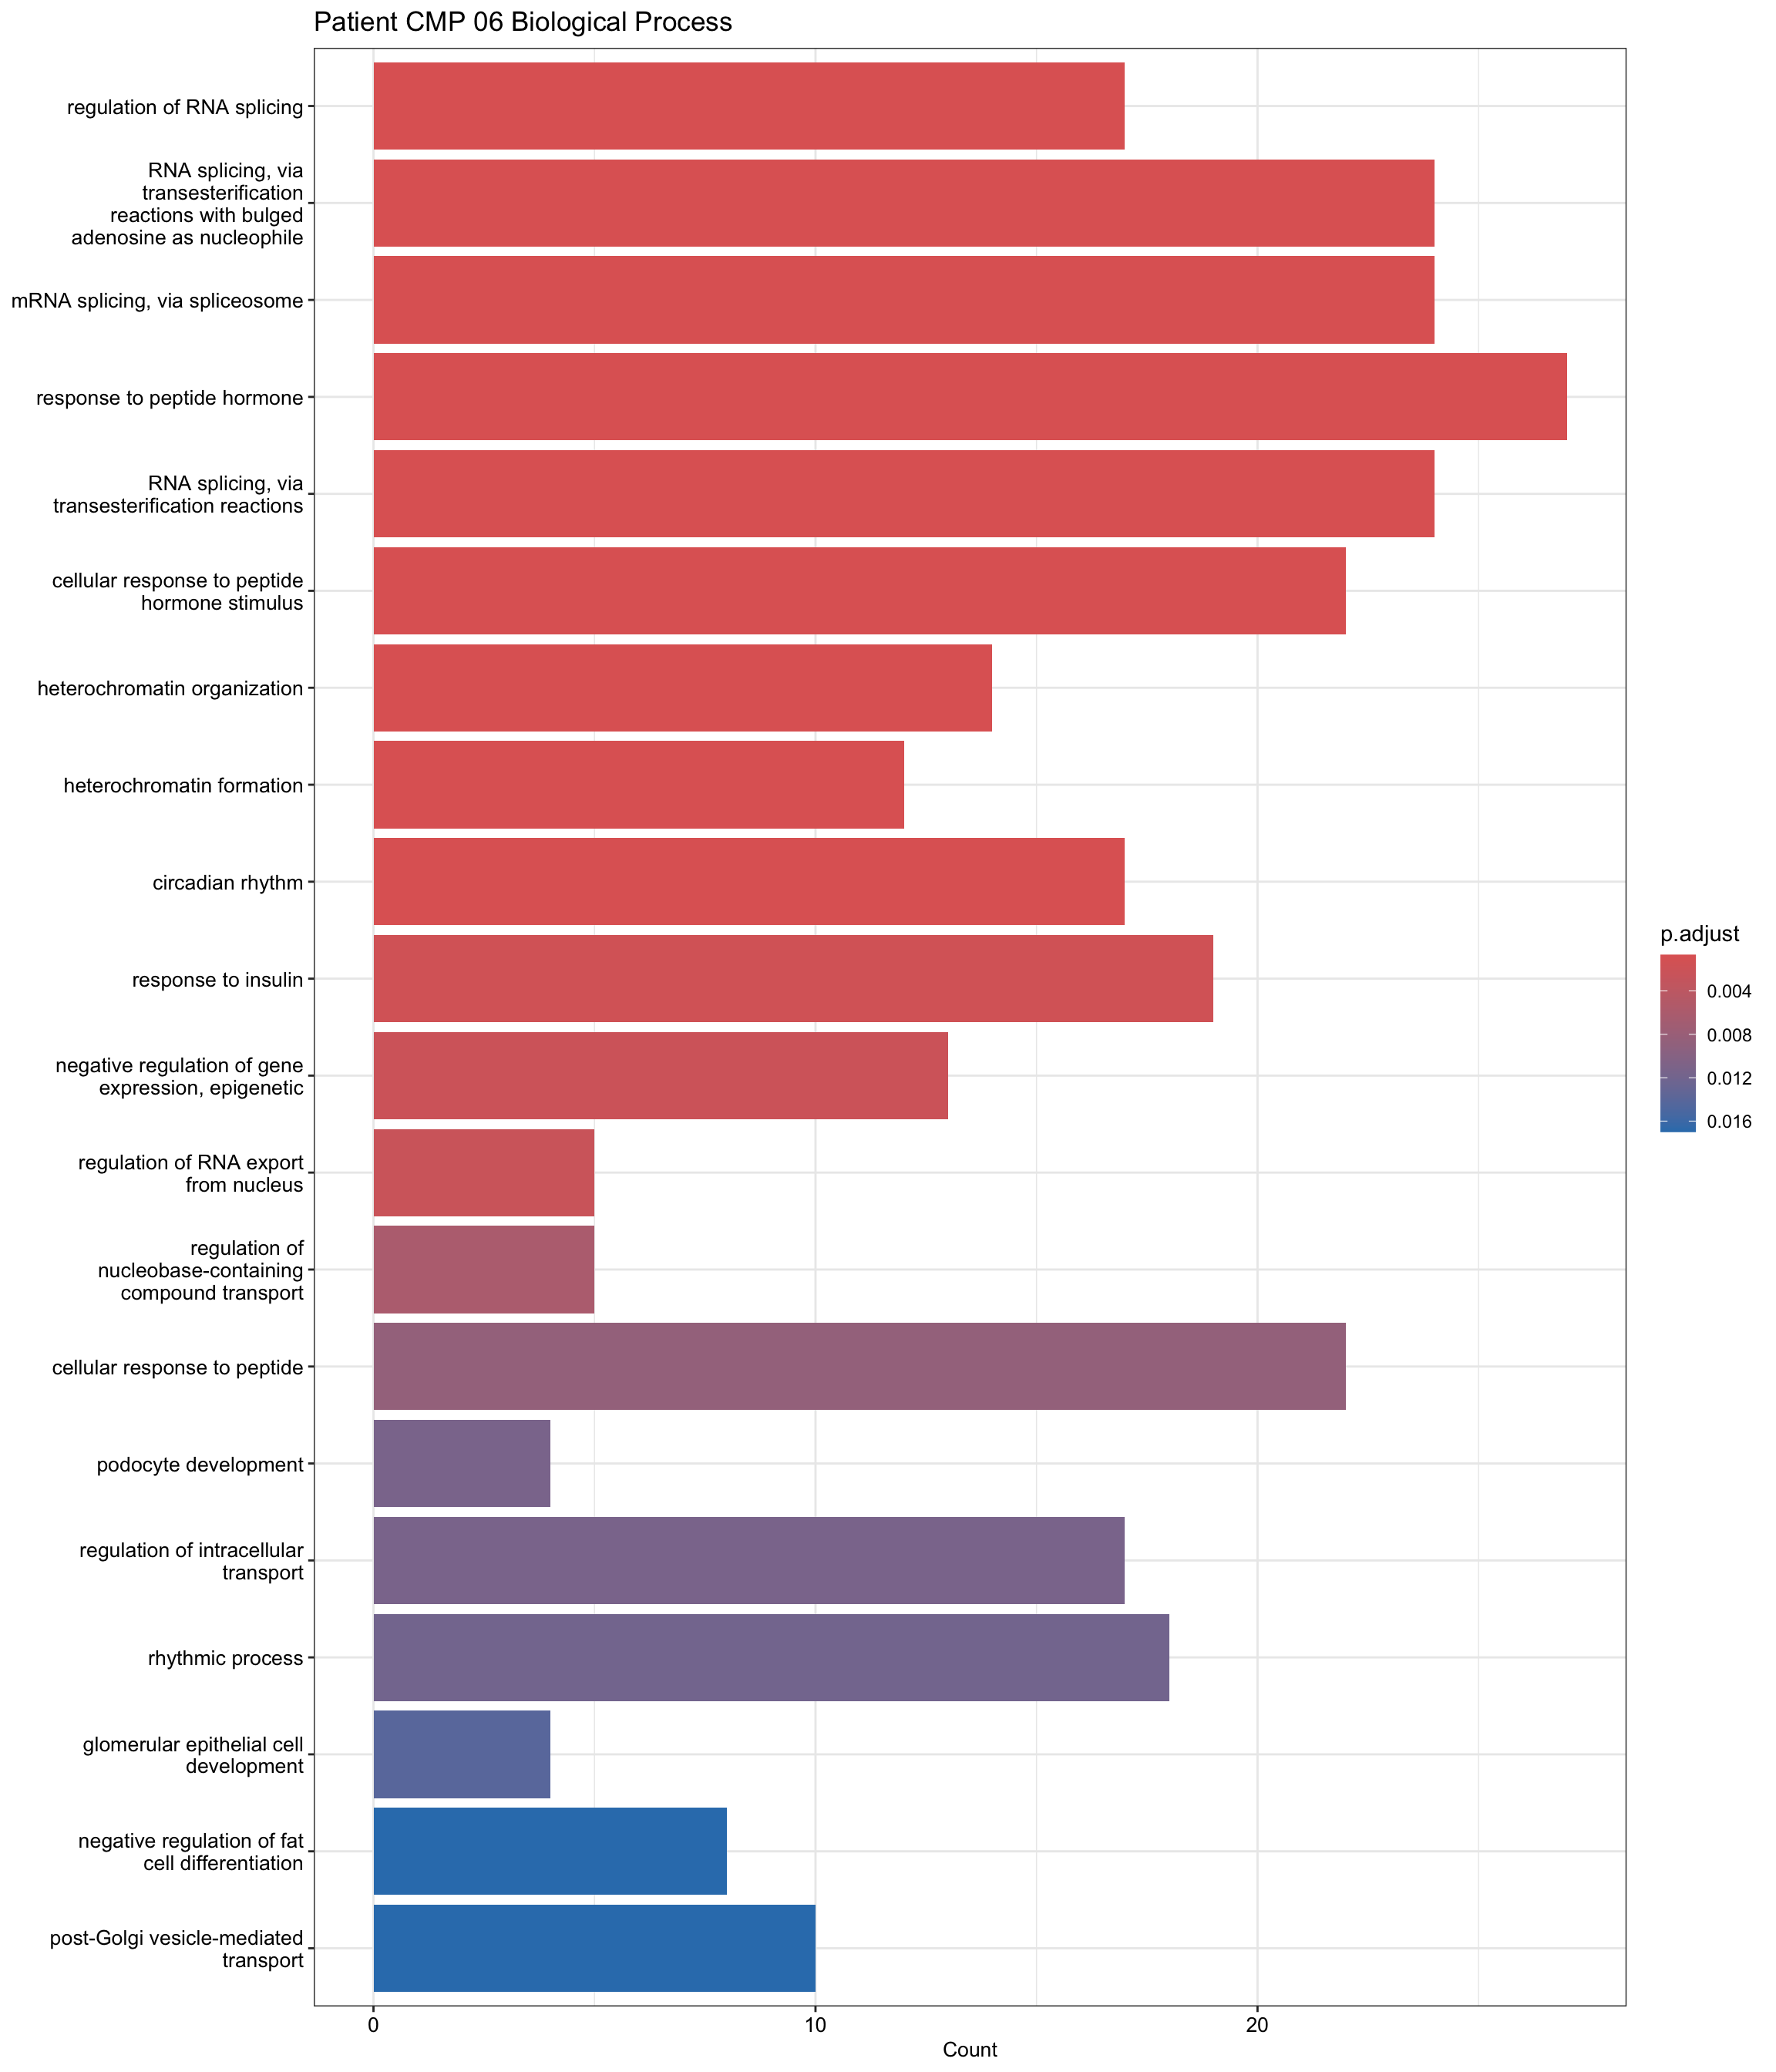 Patient CMP 06 Biological Process
regulation of RNA splicing
RNA splicing, via
transesterification
reactions with bulged
adenosine as nucleophile
mRNA splicing, via spliceosome
response to peptide hormone
RNA splicing, via
transesterification reactions
cellular response to peptide
hormone stimulus
heterochromatin organization
heterochromatin formation
circadian rhythm
response to insulin
negative regulation of gene
expression, epigenetic
regulation of RNA export
from nucleus
regulation of
nucleobase-containing
compound transport
cellular response to peptide
podocyte development
regulation of intracellular
transport
rhythmic process
glomerular epithelial cell
development
negative regulation of fat
cell differentiation
post-Golgi vesicle-mediated
transport
0 10 20
Count
p.adjust
0.004
0.008
0.012
0.016